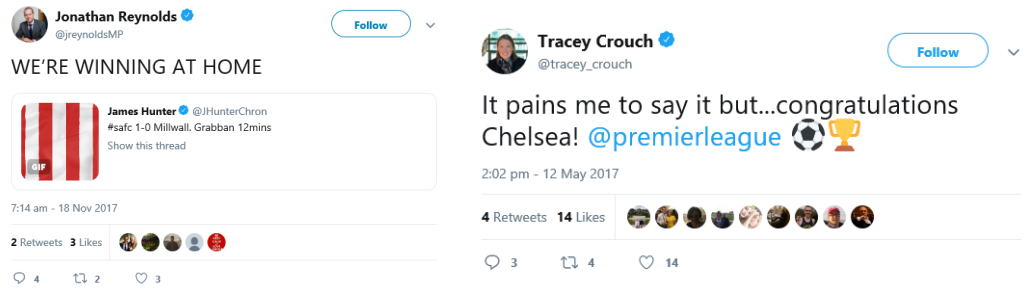 Jonathan Reynolds
@jreynoldsMP
Follow
WE'RE WINNING AT HOME
James Hunter @JHunterChron
#safc 1-0 Millwall. Grabban 12mins
Show this thread
GIF
7:14 am - 18 Nov 2017
2 Retweets 3 Likes
4 2 3
Tracey Crouch
@tracey_crouch
Follow
It pains me to say it but...congratulations
Chelsea! @premierleague ⚽🏆
2:02 pm - 12 May 2017
4 Retweets 14 Likes
3 4 14